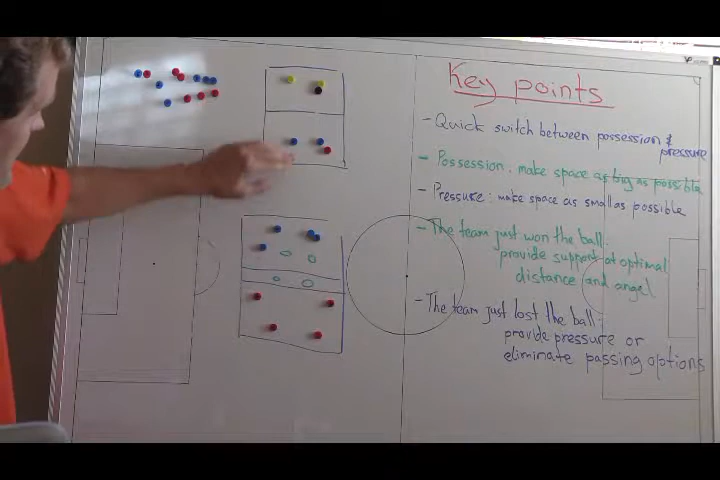 Key points
- Quick switch between possession &
pressure
- Possession: make space as big as possible
- Pressure: make space as small as possible
- The team just won the ball:
provide support at optimal
distance and angel
- The team just lost the ball:
provide pressure or
eliminate passing options